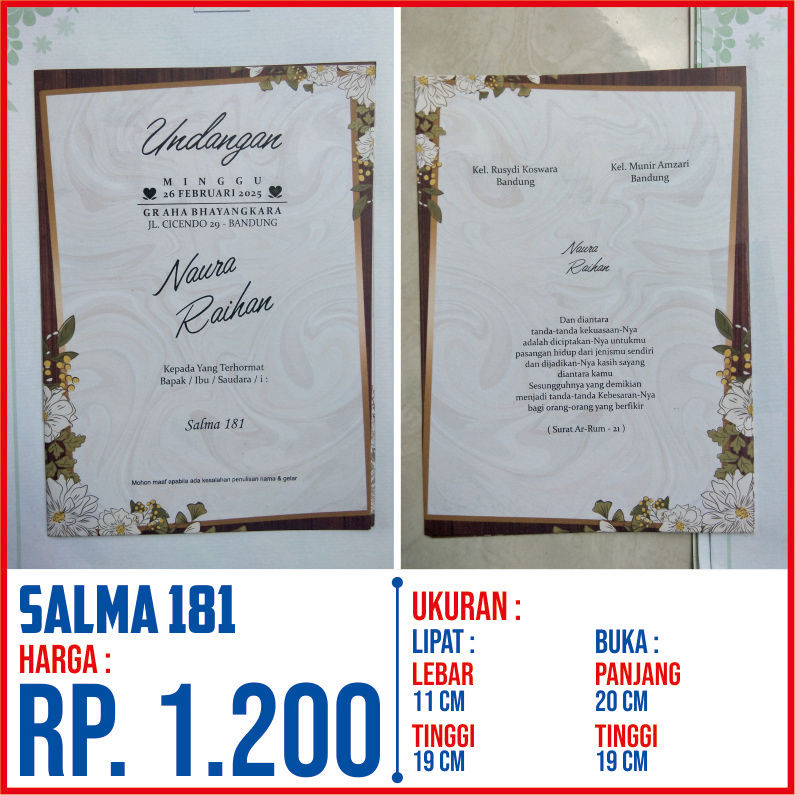 Undangan
MINGGU
26 FEBRUARI 2025
GRAHA BHAYANGKARA
JL. CICENDO 29 - BANDUNG
Naura
Raihan
Kepada Yang Terhormat
Bapak / Ibu / Saudara / i :
Salma 181
Mohon maaf apabila ada kesalahan penulisan nama & gelar
Kel. Rusydi Koswara
Bandung
Kel. Munir Amzari
Bandung
Naura
Raihan
Dan diantara
tanda-tanda kekuasaan-Nya
adalah diciptakan-Nya untukmu
pasangan hidup dari jenismu sendiri
dan dijadikan-Nya kasih sayang
diantara kamu
Sesungguhnya yang demikian
menjadi tanda-tanda Kebesaran-Nya
bagi orang-orang yang berfikir
( Surat Ar-Rum - 21 )
SALMA 181
HARGA :
RP. 1.200
UKURAN :
LIPAT :
LEBAR
11 CM
TINGGI
19 CM
BUKA :
PANJANG
20 CM
TINGGI
19 CM